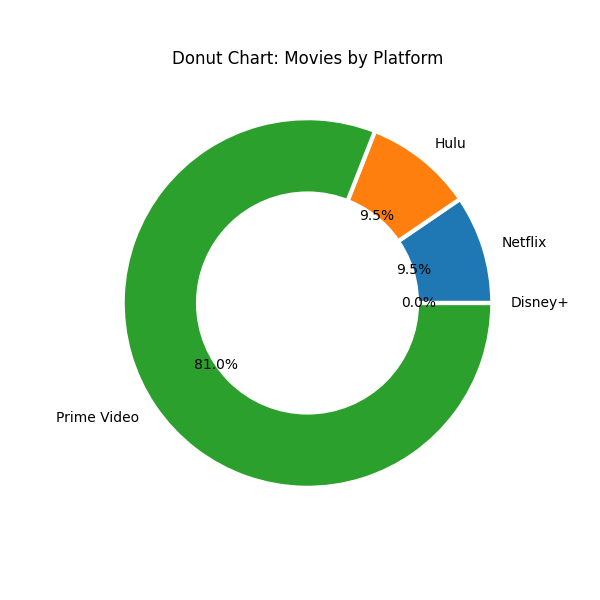 Donut Chart: Movies by Platform
Hulu
9.5%
Netflix
9.5%
0.0%
Disney+
81.0%
Prime Video